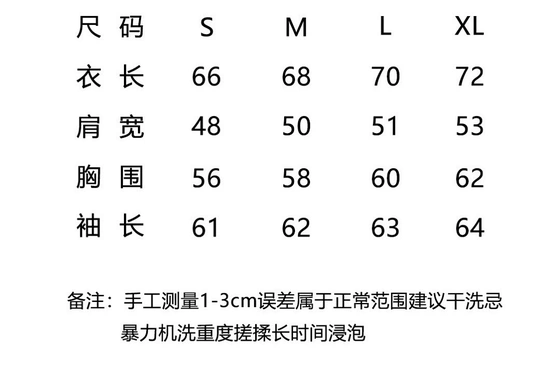 尺 码 S M L XL
衣 长 66 68 70 72
肩 宽 48 50 51 53
胸 围 56 58 60 62
袖 长 61 62 63 64
备注：手工测量1-3cm误差属于正常范围建议干洗忌
暴力机洗重度搓揉长时间浸泡